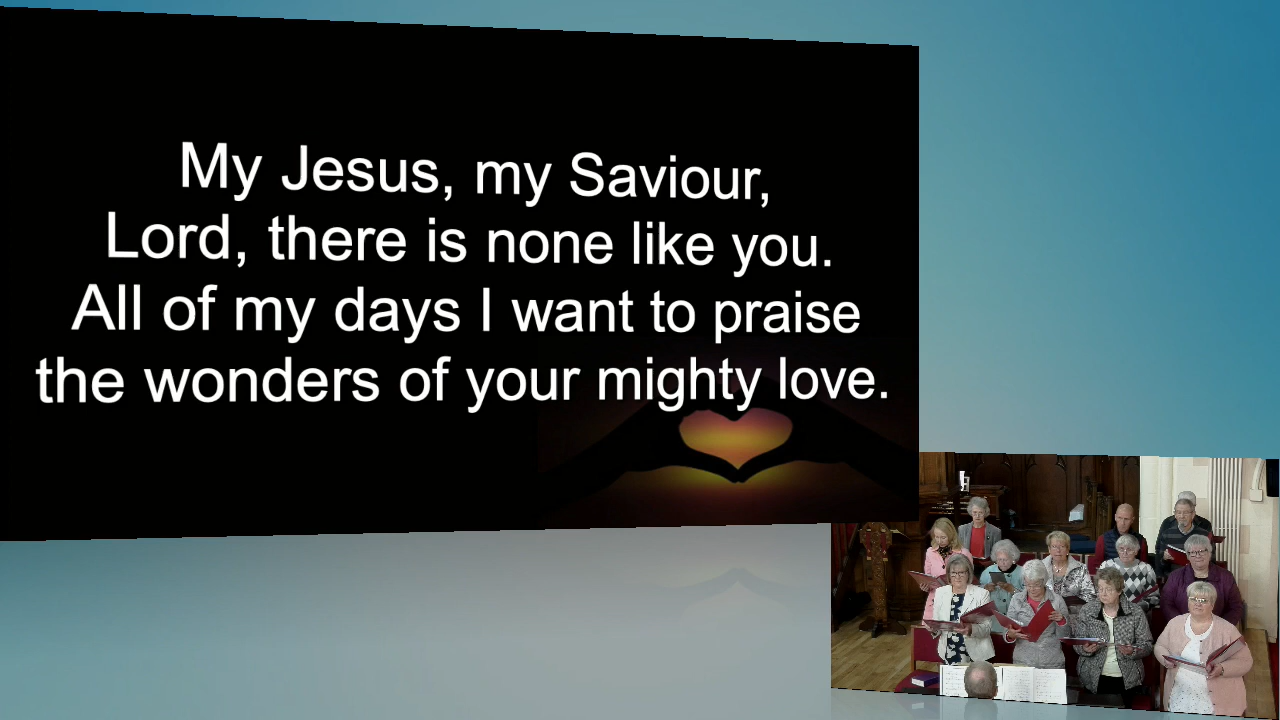 My Jesus, my Saviour,
Lord, there is none like you.
All of my days I want to praise
the wonders of your mighty love.